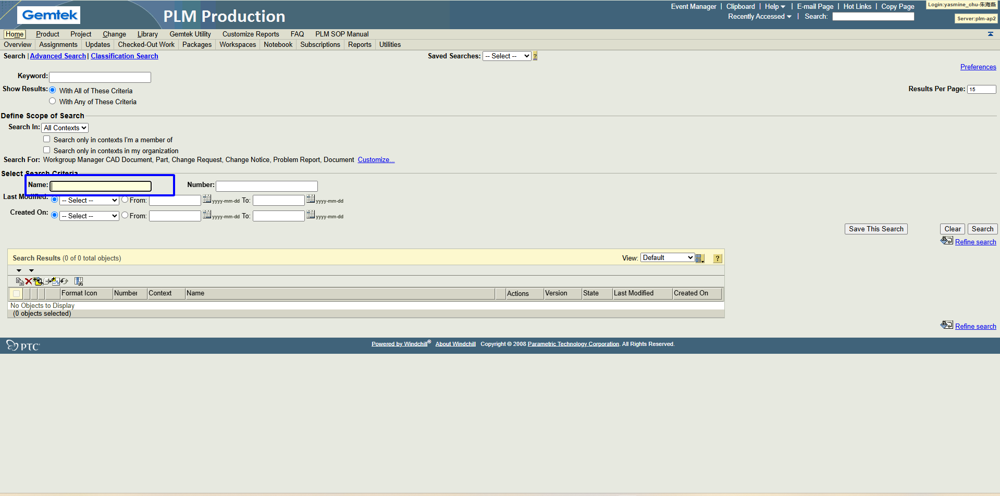 Gemtek
PLM Production
Event Manager | Clipboard | Help | E-mail Page | Hot Links | Copy Page
Login:yasmine_chu-朱海燕
Recently Accessed | Search:
Server:plm-ap2
Home Product Project Change Library Gemtek Utility Customize Reports FAQ PLM SOP Manual
Overview Assignments Updates Checked-Out Work Packages Workspaces Notebook Subscriptions Reports Utilities
Search | Advanced Search | Classification Search
Saved Searches: -- Select -- ?
Preferences
Keyword:
Show Results: With All of These Criteria
Results Per Page: 15
With Any of These Criteria
Define Scope of Search
Search In: All Contexts
Search only in contexts I'm a member of
Search only in contexts in my organization
Search For: Workgroup Manager CAD Document, Part, Change Request, Change Notice, Problem Report, Document Customize...
Select Search Criteria
Name: Number:
Last Modified: -- Select -- From: yyyy-mm-dd To: yyyy-mm-dd
Created On: -- Select -- From: yyyy-mm-dd To: yyyy-mm-dd
Save This Search Clear Search
Refine search
Search Results (0 of 0 total objects)
View: Default ?
Format Icon Number Context Name Actions Version State Last Modified Created On
No Objects to Display
(0 objects selected)
Refine search
PTC
Powered by Windchill® About Windchill Copyright © 2008 Parametric Technology Corporation. All Rights Reserved.